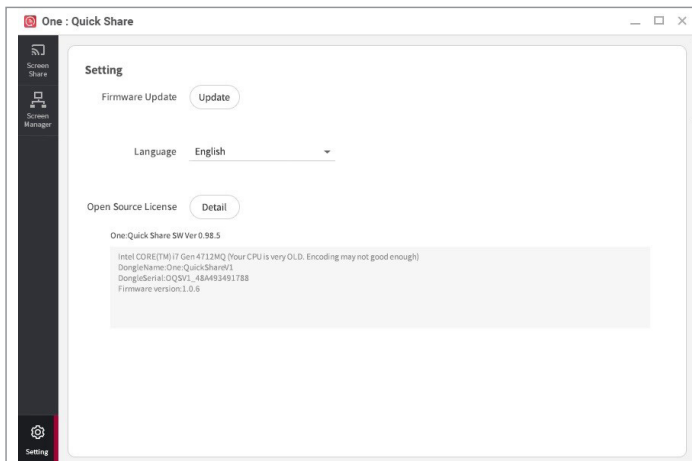 One : Quick Share
Screen
Share
Screen
Manager
Setting
Setting
Firmware Update Update
Language English
Open Source License Detail
One:Quick Share SW Ver 0.98.5
Intel CORE(TM) i7 Gen 4712MQ (Your CPU is very OLD. Encoding may not good enough)
DongleName:One:QuickShareV1
DongleSerial:OQSV1_48A493491788
Firmware version:1.0.6